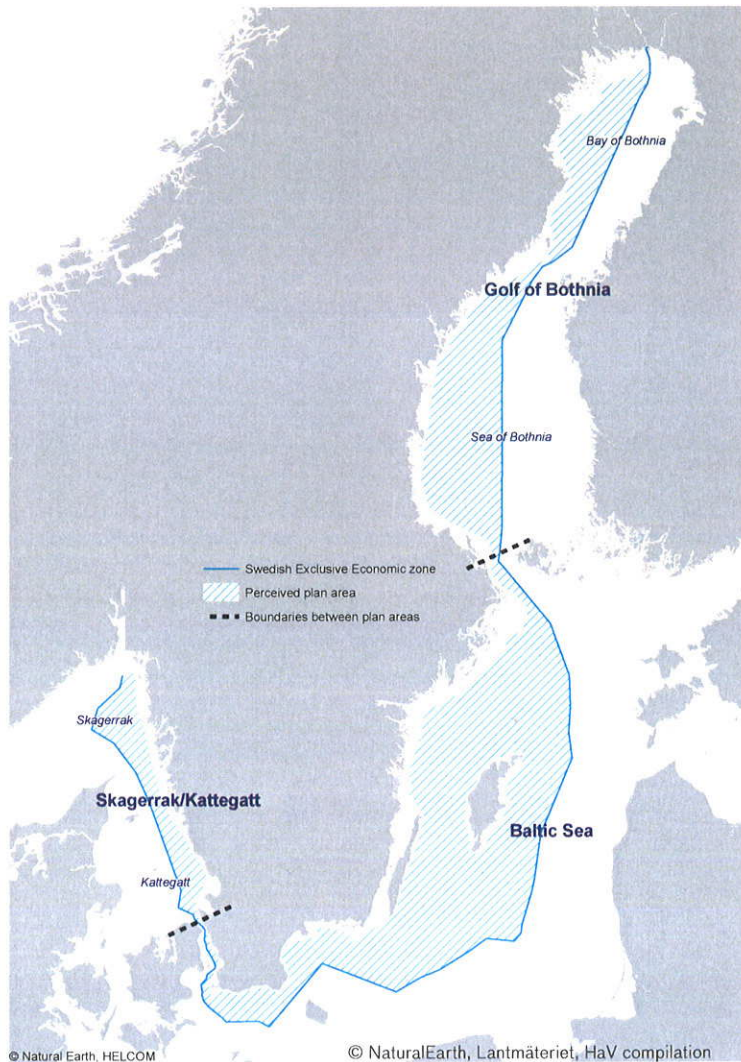 Bay of Bothnia
Golf of Bothnia
Sea of Bothnia
Swedish Exclusive Economic zone
Perceived plan area
Boundaries between plan areas
Skagerrak
Skagerrak/Kattegatt
Baltic Sea
Kattegatt
© Natural Earth, HELCOM
© NaturalEarth, Lantmäteriet, HaV compilation